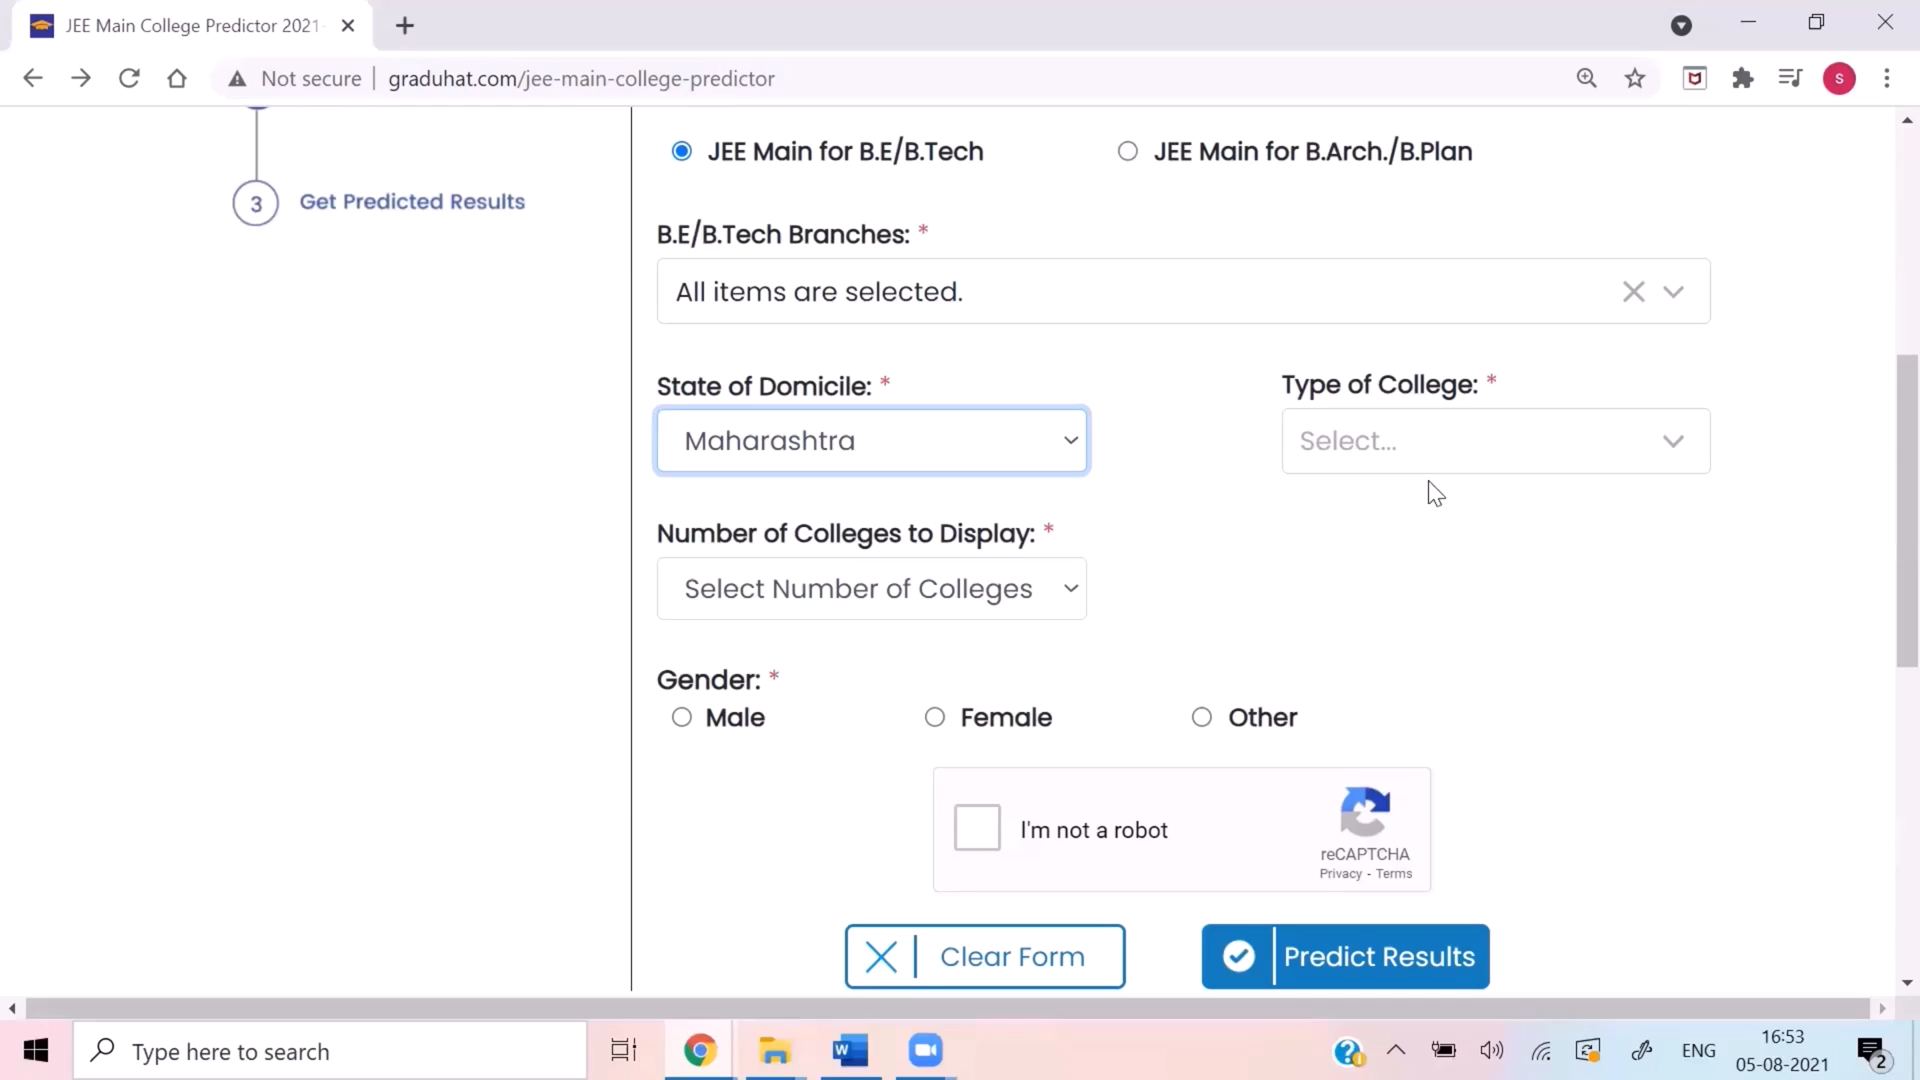 JEE Main College Predictor 2021-
Not secure
graduhat.com/jee-main-college-predictor
S
JEE Main for B.E/B.Tech
JEE Main for B.Arch./B.Plan
3
Get Predicted Results
B.E/B.Tech Branches: *
All items are selected.
State of Domicile: *
Type of College: *
Maharashtra
Select...
Number of Colleges to Display: *
Select Number of Colleges
Gender: *
Male
Female
Other
I'm not a robot
reCAPTCHA
Privacy - Terms
Clear Form
Predict Results
Type here to search
W
ENG
16:53
05-08-2021
2